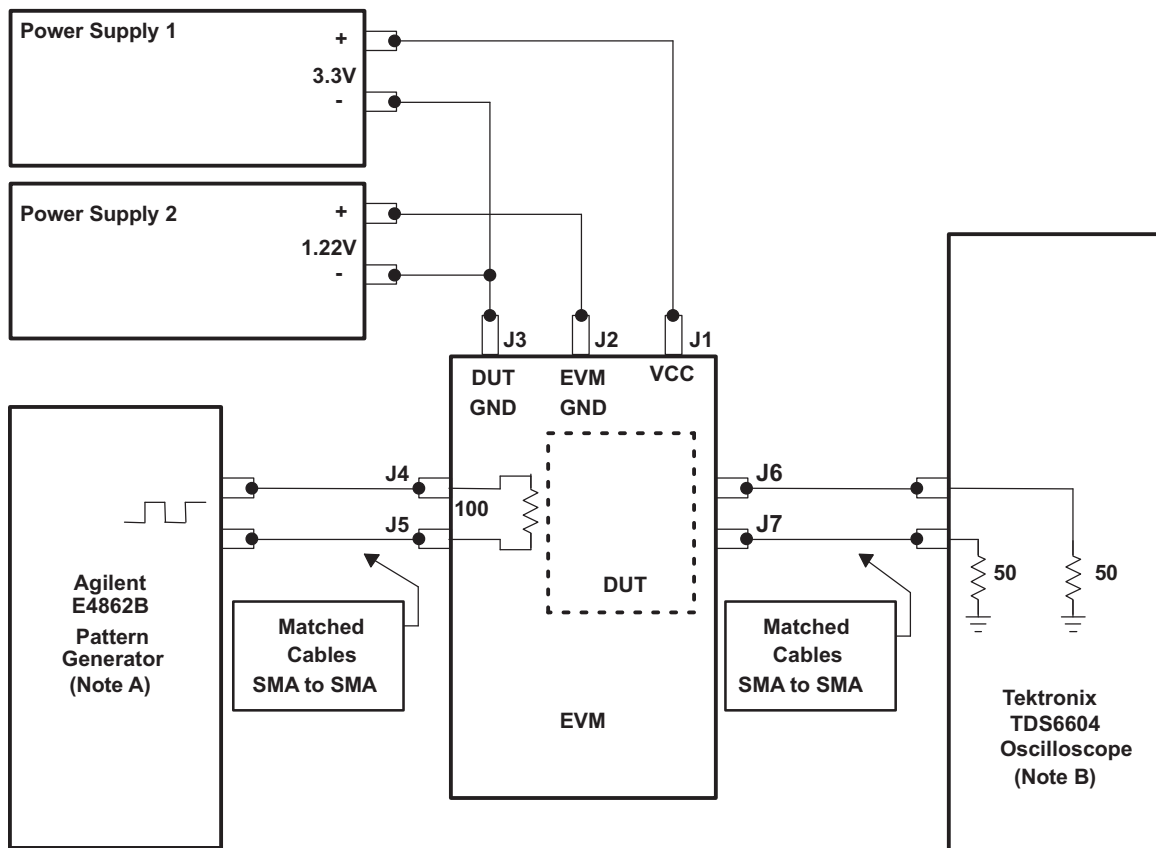 Power Supply 1
+
3.3V
-
Power Supply 2
+
1.22V
-
J3
J2
J1
DUT
GND
EVM
GND
VCC
J4
100
J5
J6
J7
DUT
50
50
Agilent
E4862B
Pattern
Generator
(Note A)
Matched
Cables
SMA to SMA
Matched
Cables
SMA to SMA
EVM
Tektronix
TDS6604
Oscilloscope
(Note B)